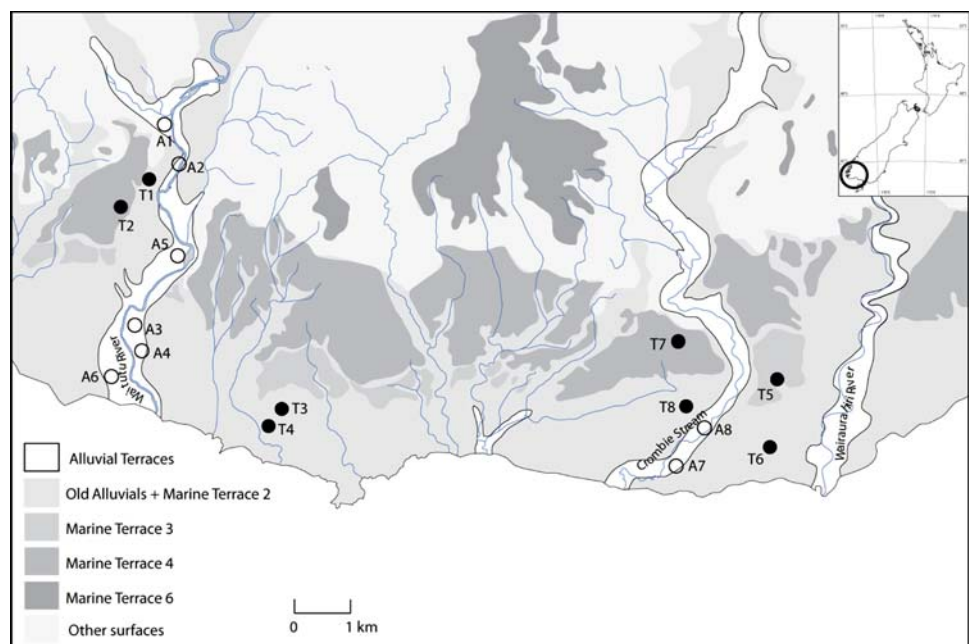 A1
A2
T1
T2
A5
A3
A4
A6
Waitutu River
T3
T4
T7
T5
T8
A8
Crombie Stream
A7
T6
Wairaurahiri River
Alluvial Terraces
Old Alluvials + Marine Terrace 2
Marine Terrace 3
Marine Terrace 4
Marine Terrace 6
Other surfaces
0 1 km